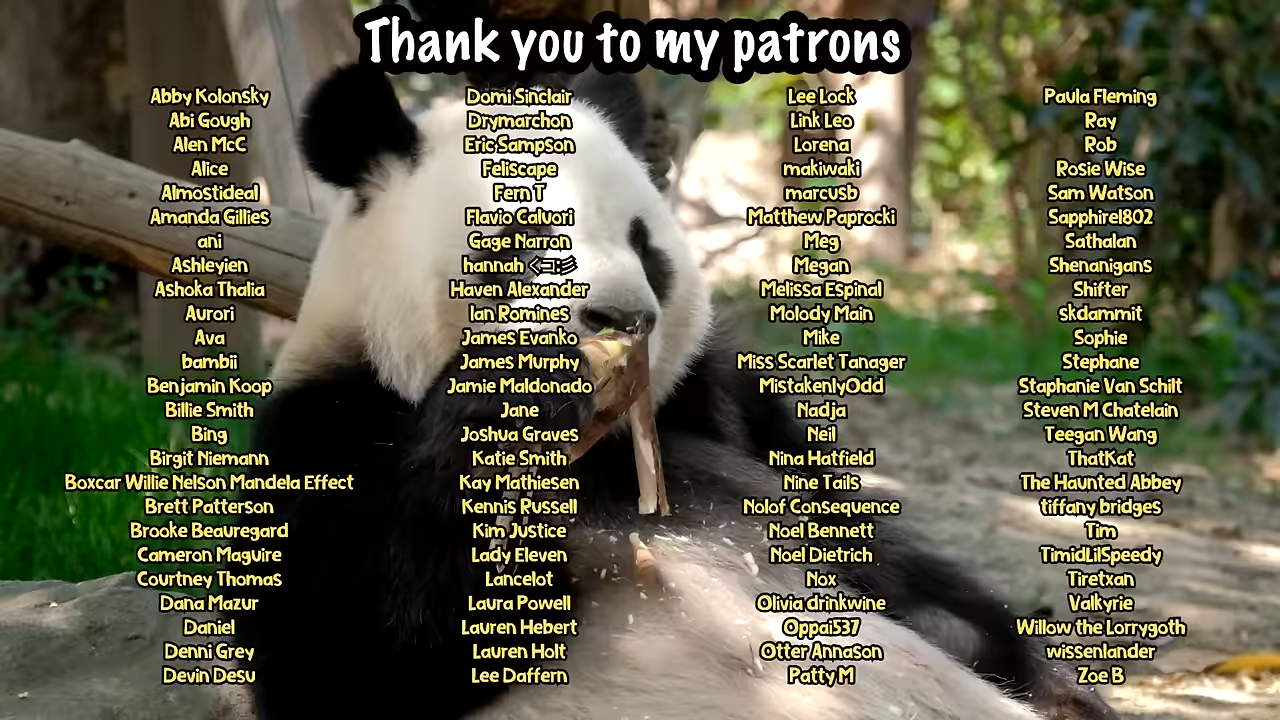 Thank you to my patrons
Abby Kolonsky
Abi Gough
Alen McC
Alice
Almostideal
Amanda Gillies
ani
Ashleyien
Ashoka Thalia
Aurori
Ava
bambii
Benjamin Koop
Billie Smith
Bing
Birgit Niemann
Boxcar Willie Nelson Mandela Effect
Brett Patterson
Brooke Beauregard
Cameron Maguire
Courtney Thomas
Dana Mazur
Daniel
Denni Grey
Devin Desu
Domi Sinclair
Drymarchon
Eric Sampson
Feliscape
Fern T
Flavio Calvori
Gage Narron
hannah くコ:彡
Haven Alexander
Ian Romines
James Evanko
James Murphy
Jamie Maldonado
Jane
Joshua Graves
Katie Smith
Kay Mathiesen
Kennis Russell
Kim Justice
Lady Eleven
Lancelot
Laura Powell
Lauren Hebert
Lauren Holt
Lee Daffern
Lee Lock
Link Leo
Lorena
makiwaki
marcusb
Matthew Paprocki
Meg
Megan
Melissa Espinal
Molody Main
Mike
Miss Scarlet Tanager
MistakenlyOdd
Nadja
Neil
Nina Hatfield
Nine Tails
Nolof Consequence
Noel Bennett
Noel Dietrich
Nox
Olivia drinkwine
Oppai537
Otter Annason
Patty M
Paula Fleming
Ray
Rob
Rosie Wise
Sam Watson
Sapphire1802
Sathalan
Shenanigans
Shifter
skdammit
Sophie
Stephane
Staphanie Van Schilt
Steven M Chatelain
Teegan Wang
ThatKat
The Haunted Abbey
tiffany bridges
Tim
TimidLilSpeedy
Tiretxan
Valkyrie
Willow the Lorrygoth
wissenlander
Zoe B